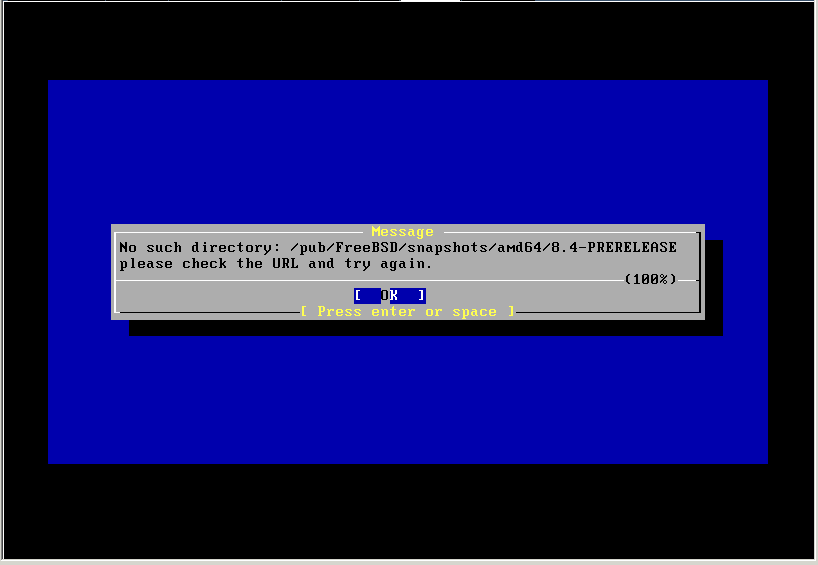 Message
No such directory: /pub/FreeBSD/snapshots/amd64/8.4-PRERELEASE
please check the URL and try again.
(100%)
[ OK ]
[ Press enter or space ]